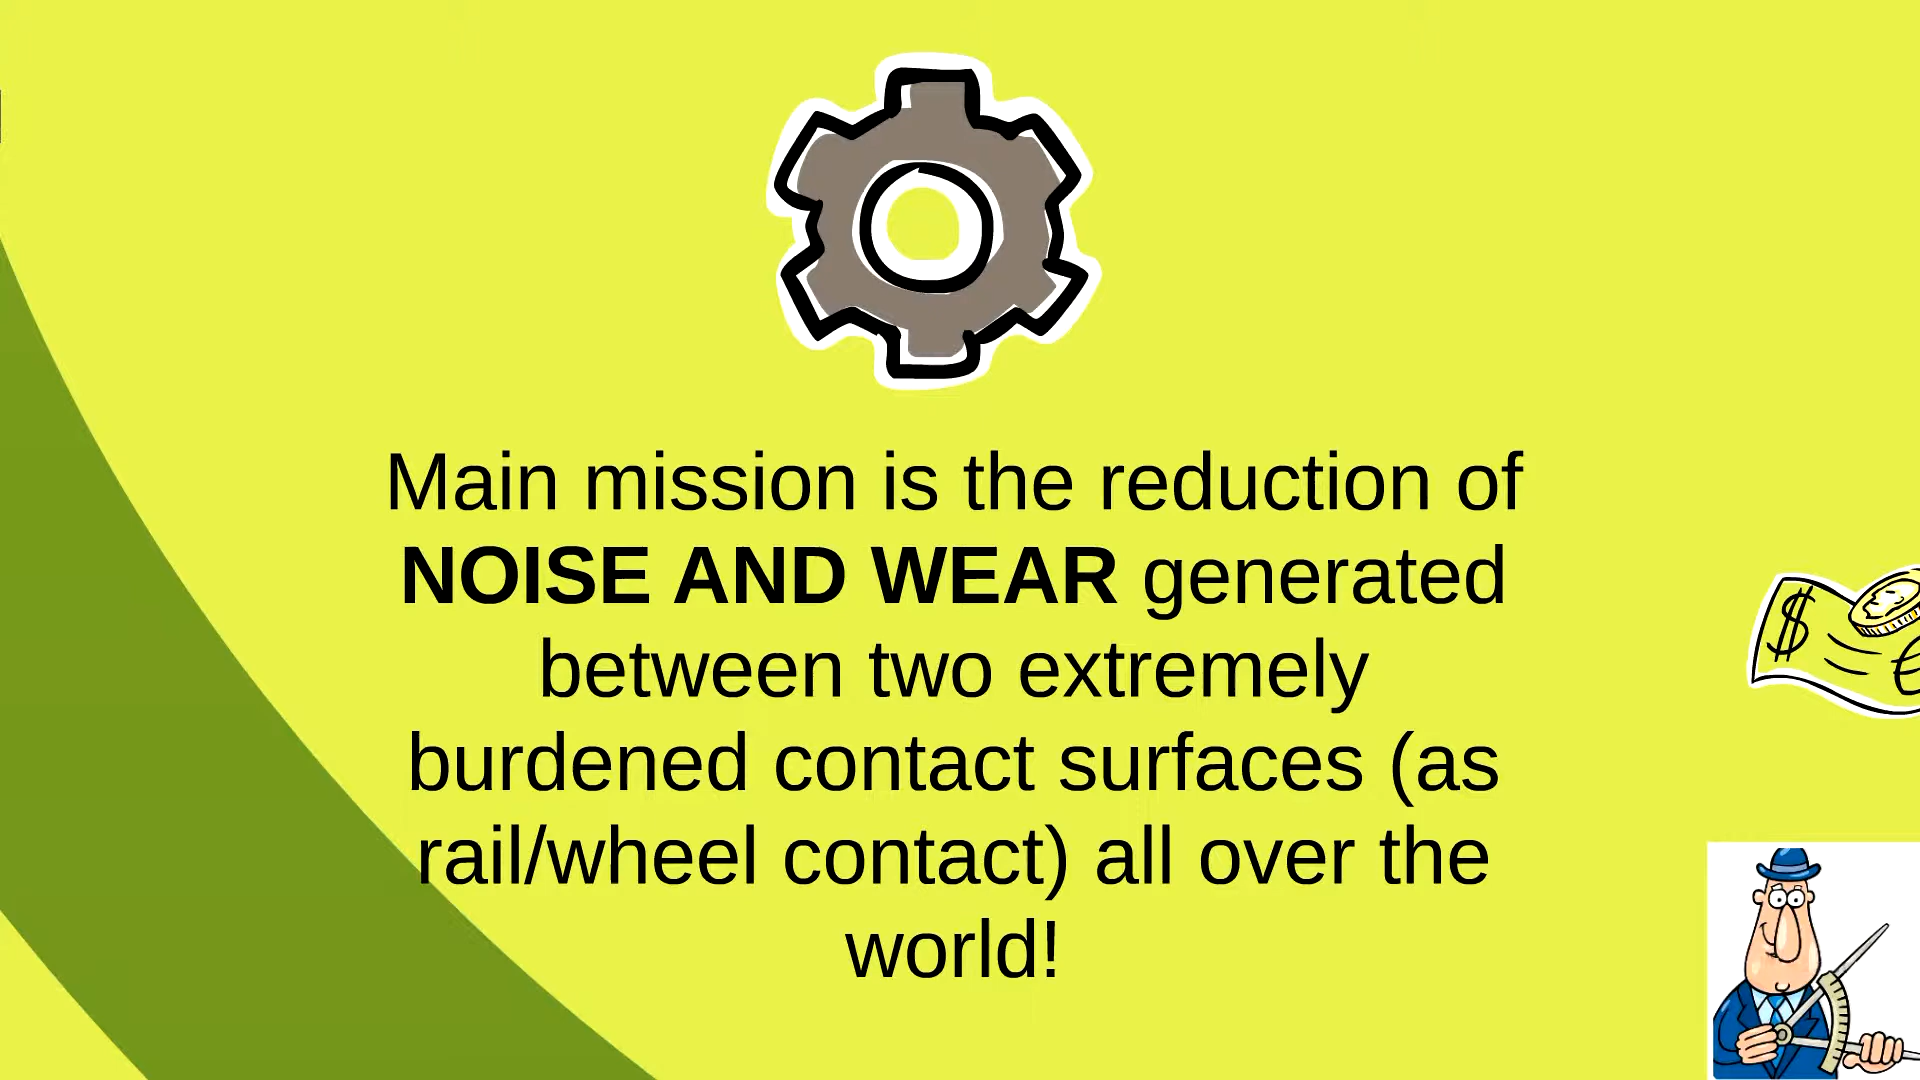 Main mission is the reduction of
NOISE AND WEAR generated
between two extremely
burdened contact surfaces (as
rail/wheel contact) all over the
world!
$